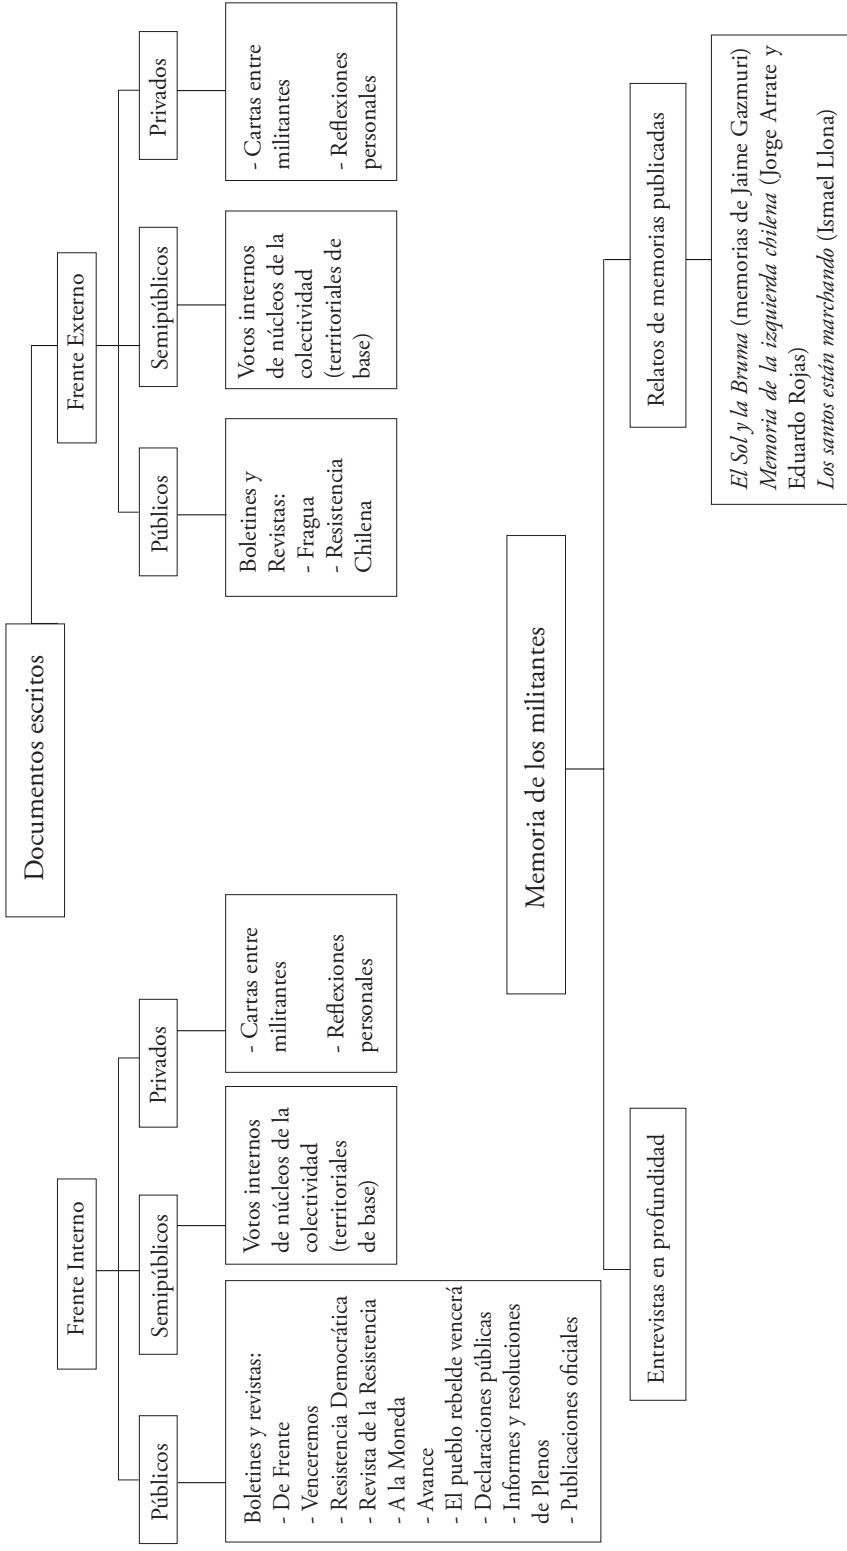 Documentos escritos
Frente Interno
Públicos
Boletines y revistas:
- De Frente
- Venceremos
- Resistencia Democrática
- Revista de la Resistencia
- A la Moneda
- Avance
- El pueblo rebelde vencerá
- Declaraciones públicas
- Informes y resoluciones
de Plenos
- Publicaciones oficiales
Semipúblicos
Votos internos
de núcleos de la
colectividad
(territoriales
de base)
Privados
- Cartas entre
militantes
- Reflexiones
personales
Frente Externo
Públicos
Boletines y
Revistas:
- Fragua
- Resistencia
Chilena
Semipúblicos
Votos internos
de núcleos de la
colectividad
(territoriales de
base)
Privados
- Cartas entre
militantes
- Reflexiones
personales
Memoria de los militantes
Entrevistas en profundidad
Relatos de memorias publicadas
El Sol y la Bruma (memorias de Jaime Gazmuri)
Memoria de la izquierda chilena (Jorge Arrate y
Eduardo Rojas)
Los santos están marchando (Ismael Llona)